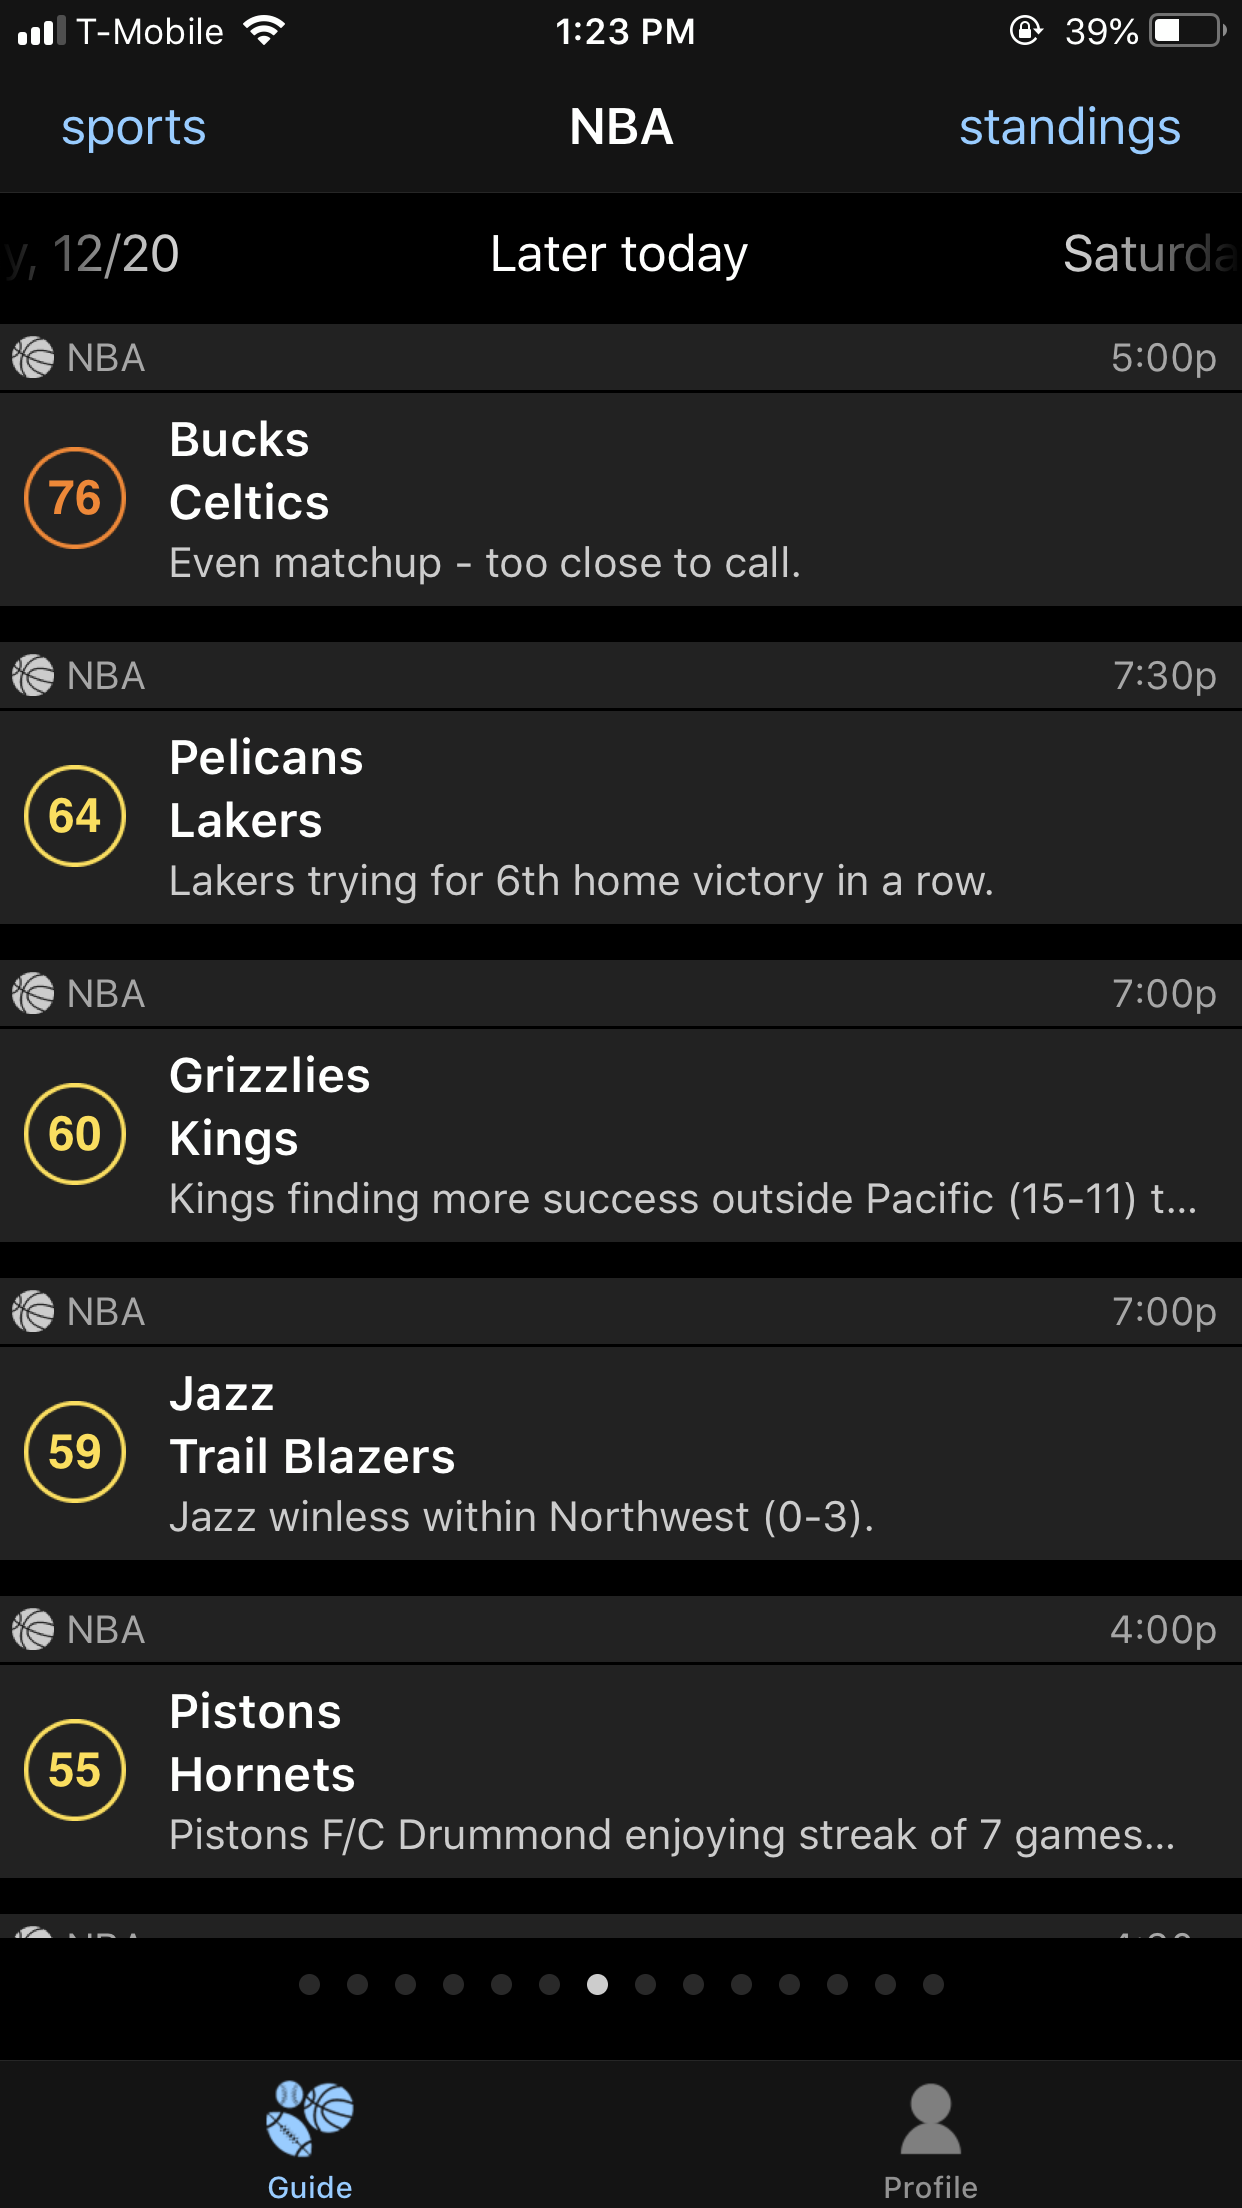 T-Mobile 1:23 PM 39%
sports NBA standings
y, 12/20 Later today Saturda
NBA 5:00p
76
Bucks
Celtics
Even matchup - too close to call.
NBA 7:30p
64
Pelicans
Lakers
Lakers trying for 6th home victory in a row.
NBA 7:00p
60
Grizzlies
Kings
Kings finding more success outside Pacific (15-11) t...
NBA 7:00p
59
Jazz
Trail Blazers
Jazz winless within Northwest (0-3).
NBA 4:00p
55
Pistons
Hornets
Pistons F/C Drummond enjoying streak of 7 games...
Guide Profile